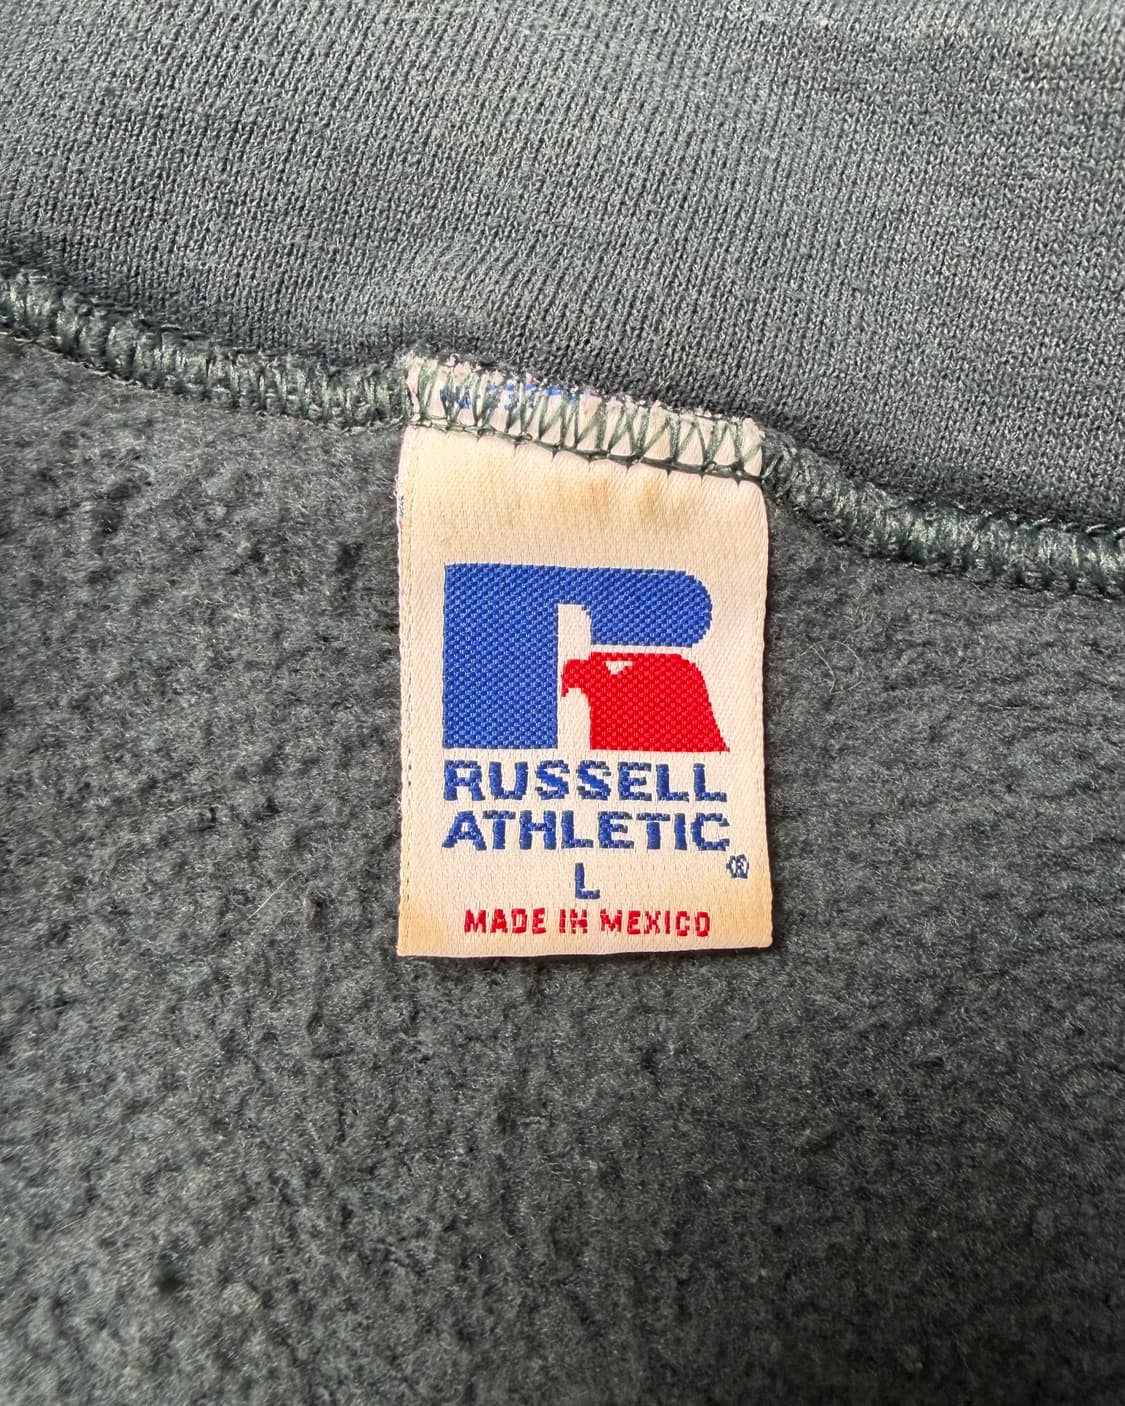 RUSSELL
ATHLETIC
®
L
MADE IN MEXICO